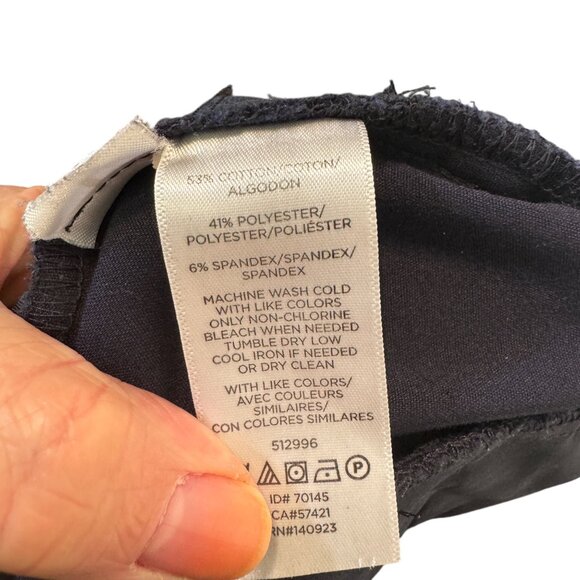 53% COTTON/COTON/
ALGODON
41% POLYESTER/
POLYESTER/POLIÉSTER
6% SPANDEX/SPANDEX/
SPANDEX
MACHINE WASH COLD
WITH LIKE COLORS
ONLY NON-CHLORINE
BLEACH WHEN NEEDED
TUMBLE DRY LOW
COOL IRON IF NEEDED
OR DRY CLEAN
WITH LIKE COLORS/
AVEC COULEURS
SIMILAIRES/
CON COLORES SIMILARES
512996
P
ID# 70145
CA#57421
RN#140923